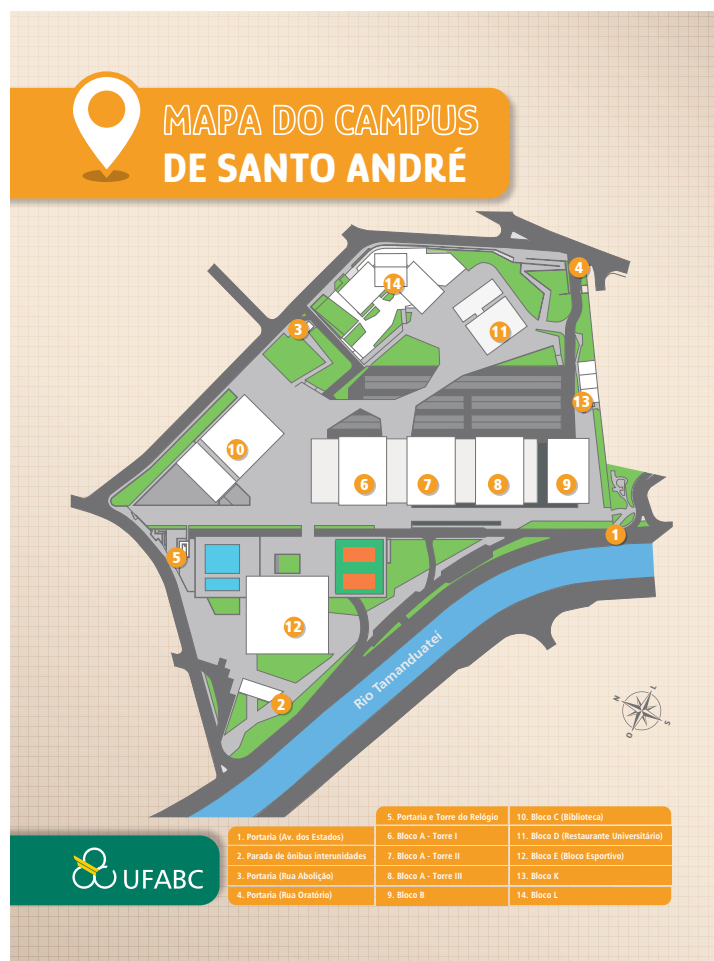 MAPA DO CAMPUS
DE SANTO ANDRÉ
4
14
3
11
13
10
6
7
8
9
1
5
12
Rio Tamanduateí
2
N
L
O
S
1. Portaria (Av. dos Estados)
2. Parada de ônibus interunidades
3. Portaria (Rua Abolição)
4. Portaria (Rua Oratório)
5. Portaria e Torre do Relógio
6. Bloco A - Torre I
7. Bloco A - Torre II
8. Bloco A - Torre III
9. Bloco B
10. Bloco C (Biblioteca)
11. Bloco D (Restaurante Universitário)
12. Bloco E (Bloco Esportivo)
13. Bloco K
14. Bloco L
UFABC